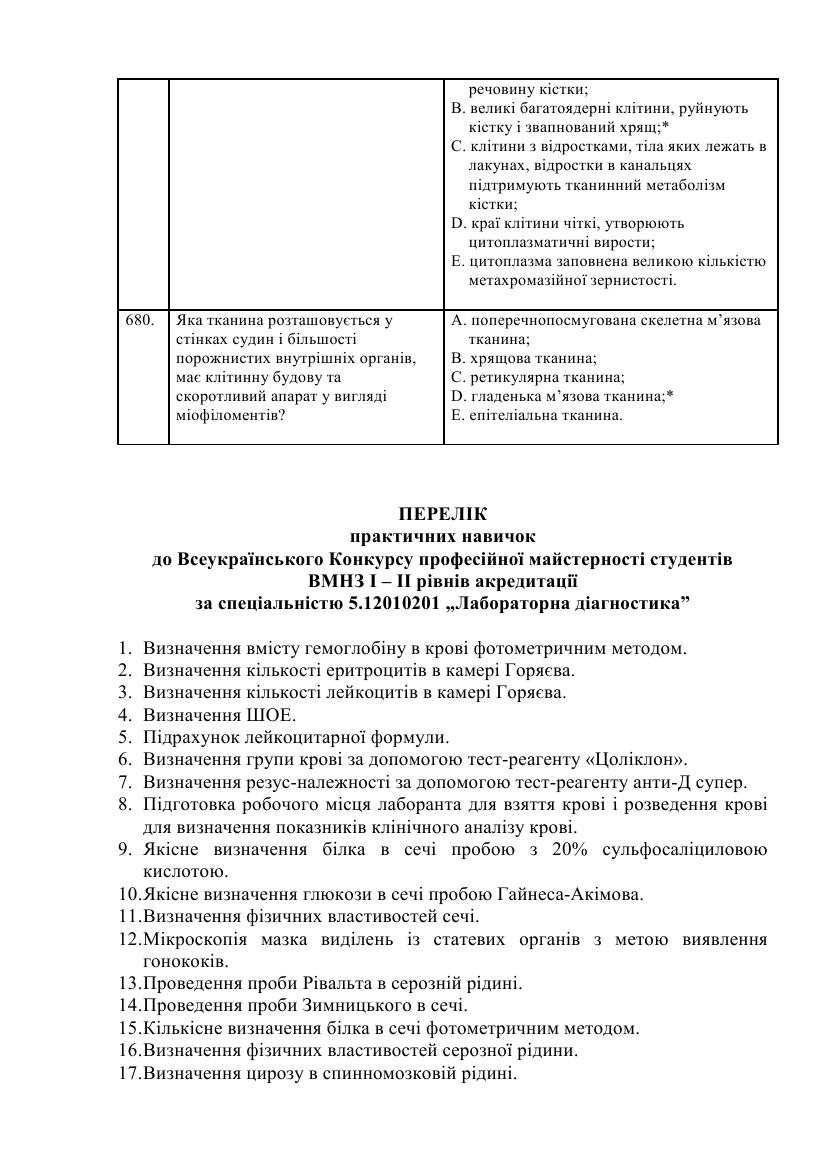 речовину кістки;
B. великі багатоядерні клітини, руйнують
кістку і звапнований хрящ;*
C. клітини з відростками, тіла яких лежать в
лакунах, відростки в канальцях
підтримують тканинний метаболізм
кістки;
D. краї клітини чіткі, утворюють
цитоплазматичні вирости;
E. цитоплазма заповнена великою кількістю
метахромазійної зернистості.
680.
Яка тканина розташовується у
стінках судин і більшості
порожнистих внутрішніх органів,
має клітинну будову та
скоротливий апарат у вигляді
міофіломентів?
A. поперечнопосмугована скелетна м’язова
тканина;
B. хрящова тканина;
C. ретикулярна тканина;
D. гладенька м’язова тканина;*
E. епітеліальна тканина.
ПЕРЕЛІК
практичних навичок
до Всеукраїнського Конкурсу професійної майстерності студентів
ВМНЗ І – ІІ рівнів акредитації
за спеціальністю 5.12010201 „Лабораторна діагностика”
1. Визначення вмісту гемоглобіну в крові фотометричним методом.
2. Визначення кількості еритроцитів в камері Горяєва.
3. Визначення кількості лейкоцитів в камері Горяєва.
4. Визначення ШОЕ.
5. Підрахунок лейкоцитарної формули.
6. Визначення групи крові за допомогою тест-реагенту «Цоліклон».
7. Визначення резус-належності за допомогою тест-реагенту анти-Д супер.
8. Підготовка робочого місця лаборанта для взяття крові і розведення крові
для визначення показників клінічного аналізу крові.
9. Якісне визначення білка в сечі пробою з 20% сульфосаліциловою
кислотою.
10.Якісне визначення глюкози в сечі пробою Гайнеса-Акімова.
11.Визначення фізичних властивостей сечі.
12.Мікроскопія мазка виділень із статевих органів з метою виявлення
гонококів.
13.Проведення проби Рівальта в серозній рідині.
14.Проведення проби Зимницького в сечі.
15.Кількісне визначення білка в сечі фотометричним методом.
16.Визначення фізичних властивостей серозної рідини.
17.Визначення цирозу в спинномозковій рідині.